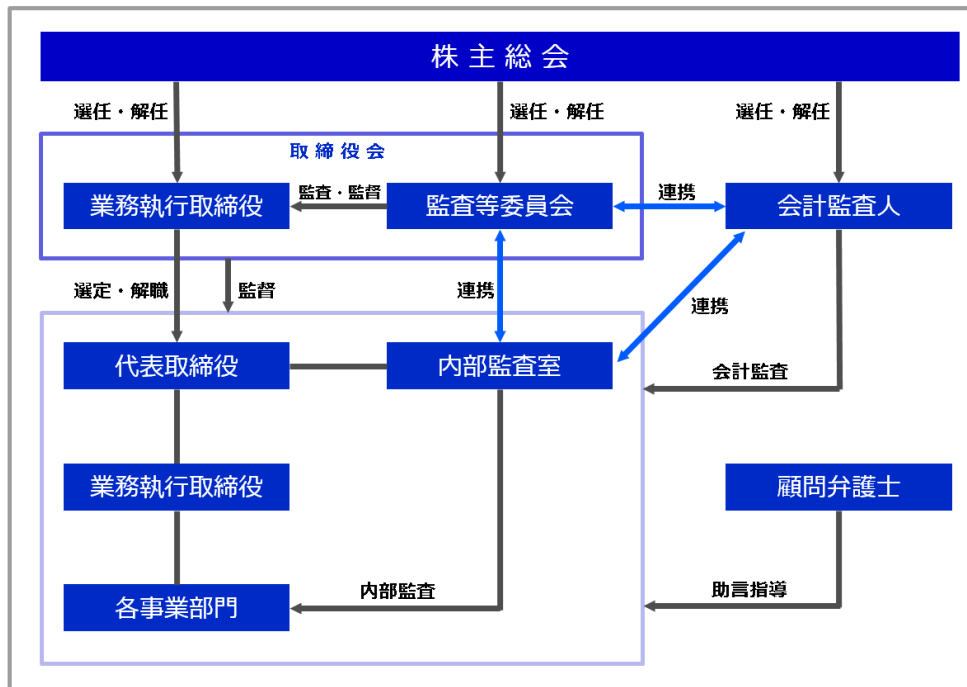 株主総会
選任・解任
選任・解任
選任・解任
取締役会
業務執行取締役
監査・監督
監査等委員会
連携
会計監査人
選定・解職
監督
連携
連携
代表取締役
内部監査室
会計監査
業務執行取締役
顧問弁護士
各事業部門
内部監査
助言指導